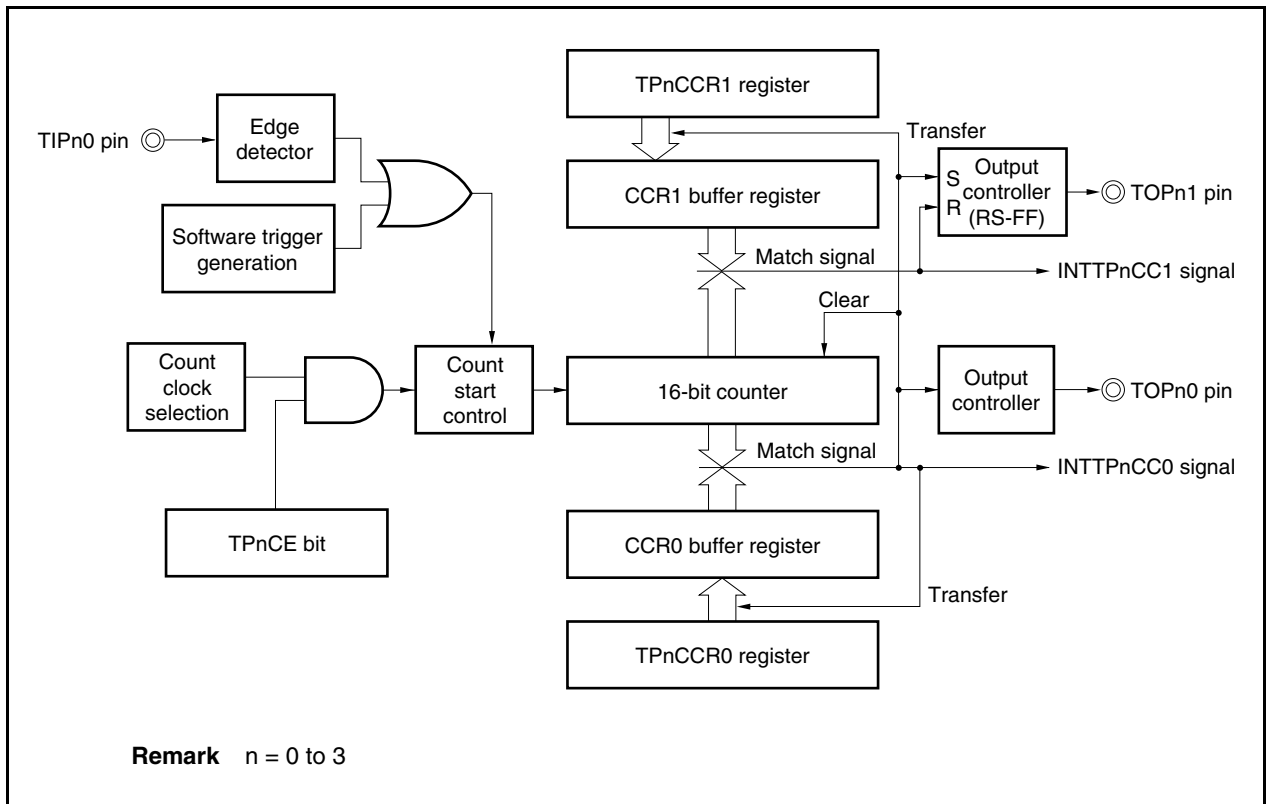 TPnCCR1 register
TIPn0 pin
Edge
detector
Transfer
CCR1 buffer register
S
R
Output
controller
(RS-FF)
TOPn1 pin
Software trigger
generation
Match signal
INTTPnCC1 signal
Clear
Count
clock
selection
Count
start
control
16-bit counter
Output
controller
TOPn0 pin
Match signal
INTTPnCC0 signal
TPnCE bit
CCR0 buffer register
Transfer
TPnCCR0 register
Remark n = 0 to 3